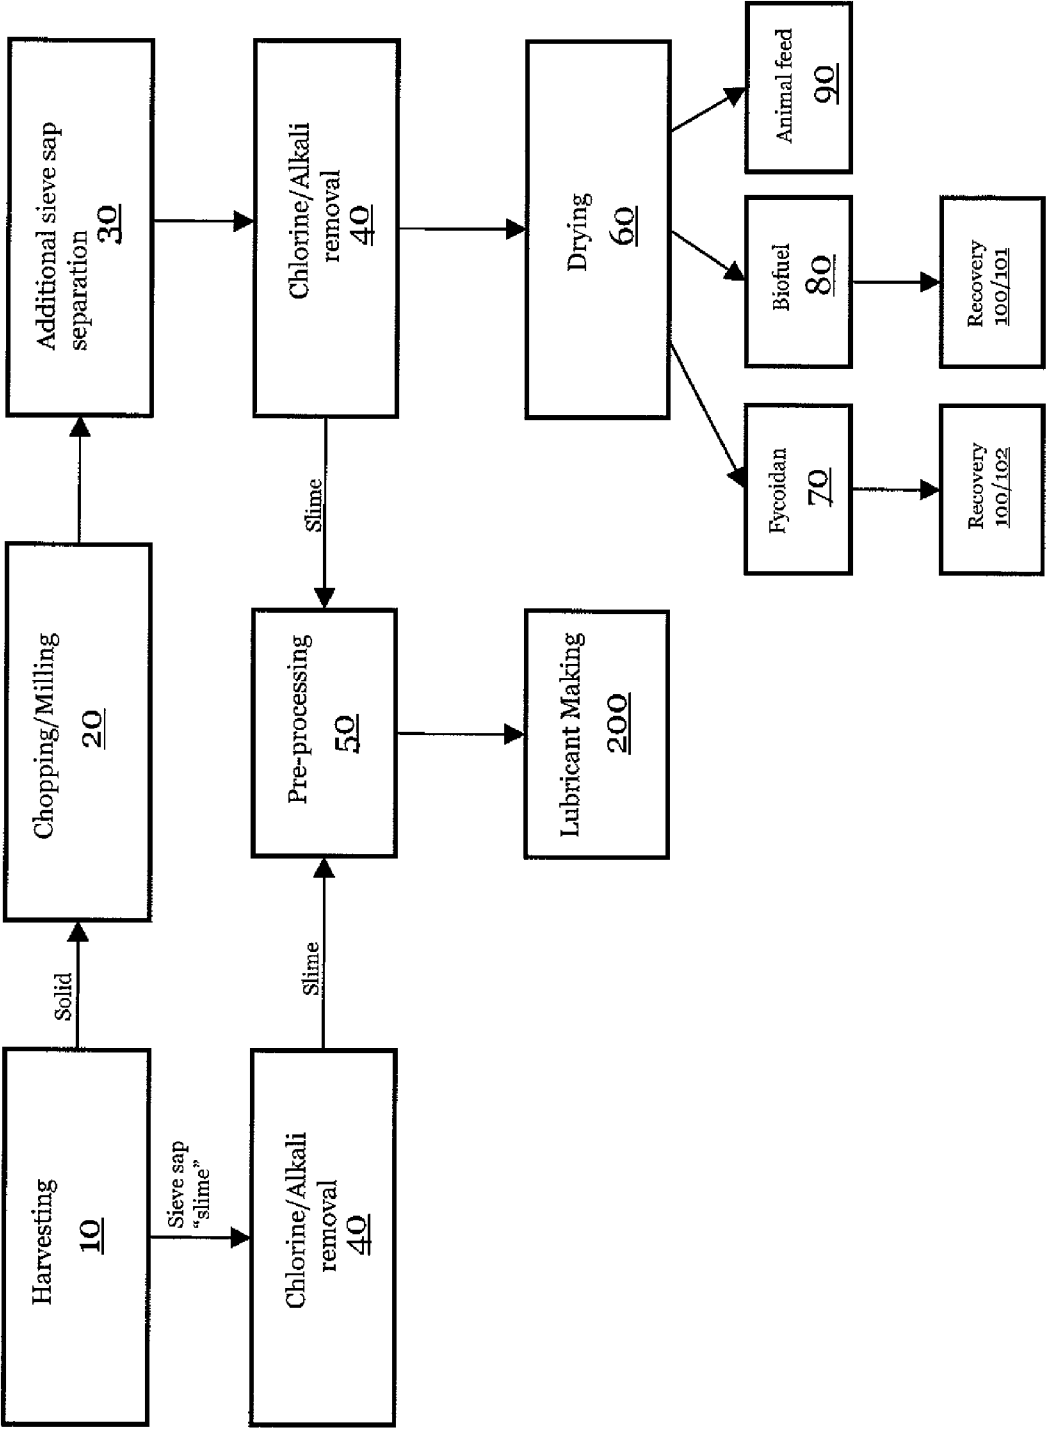 Harvesting
10
Solid
Chopping/Milling
20
Additional sieve sap
separation
30
Sieve sap
“slime”
Chlorine/Alkali
removal
40
Slime
Pre-processing
50
Slime
Chlorine/Alkali
removal
40
Lubricant Making
200
Drying
60
Fycoidan
70
Biofuel
80
Animal feed
90
Recovery
100/102
Recovery
100/101